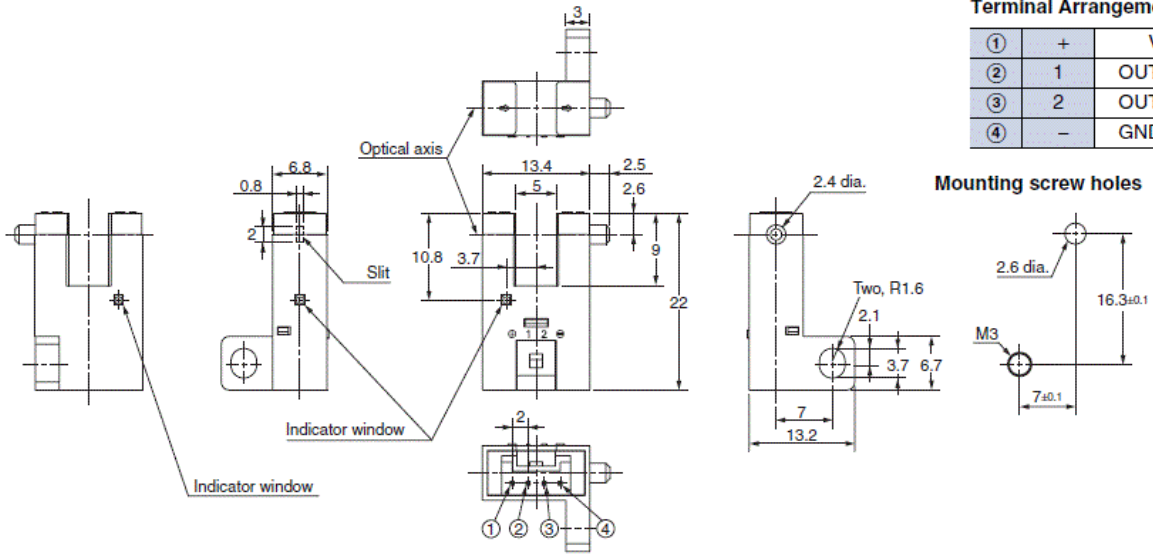 Terminal Arrangeme
① + V
② 1 OUT
③ 2 OUT
④ − GND
3
Optical axis
6.8
0.8
2
Slit
13.4
2.5
5
2.6
10.8
3.7
9
22
⊕ 1 2 ⊖
Indicator window
Indicator window
2
① ② ③ ④
2.4 dia.
Two, R1.6
2.1
3.7
6.7
7
13.2
Mounting screw holes
2.6 dia.
16.3±0.1
M3
7±0.1